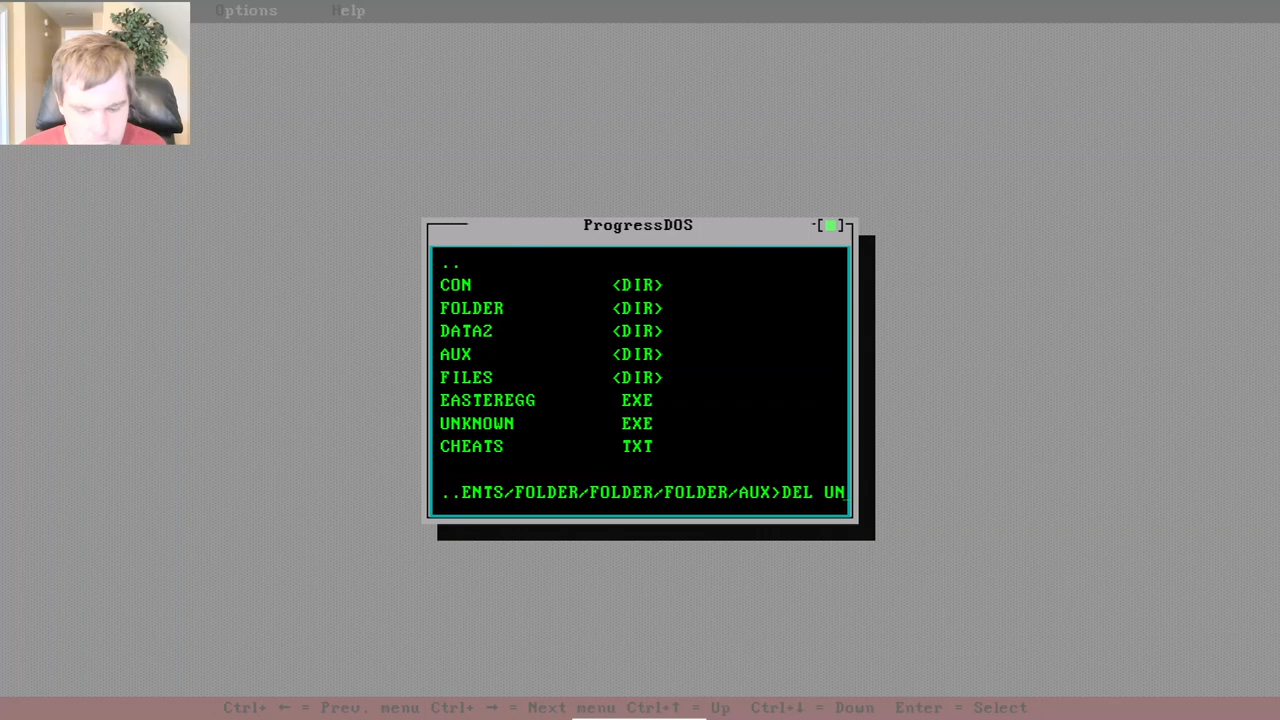 Options Help
ProgressDOS
-[■]
..
CON <DIR>
FOLDER <DIR>
DATA2 <DIR>
AUX <DIR>
FILES <DIR>
EASTEREGG EXE
UNKNOWN EXE
CHEATS TXT
..ENTS/FOLDER/FOLDER/FOLDER/AUX>DEL UN_
Ctrl+ ← = Prev. menu Ctrl+ → = Next menu Ctrl+↑ = Up Ctrl+↓ = Down Enter = Select